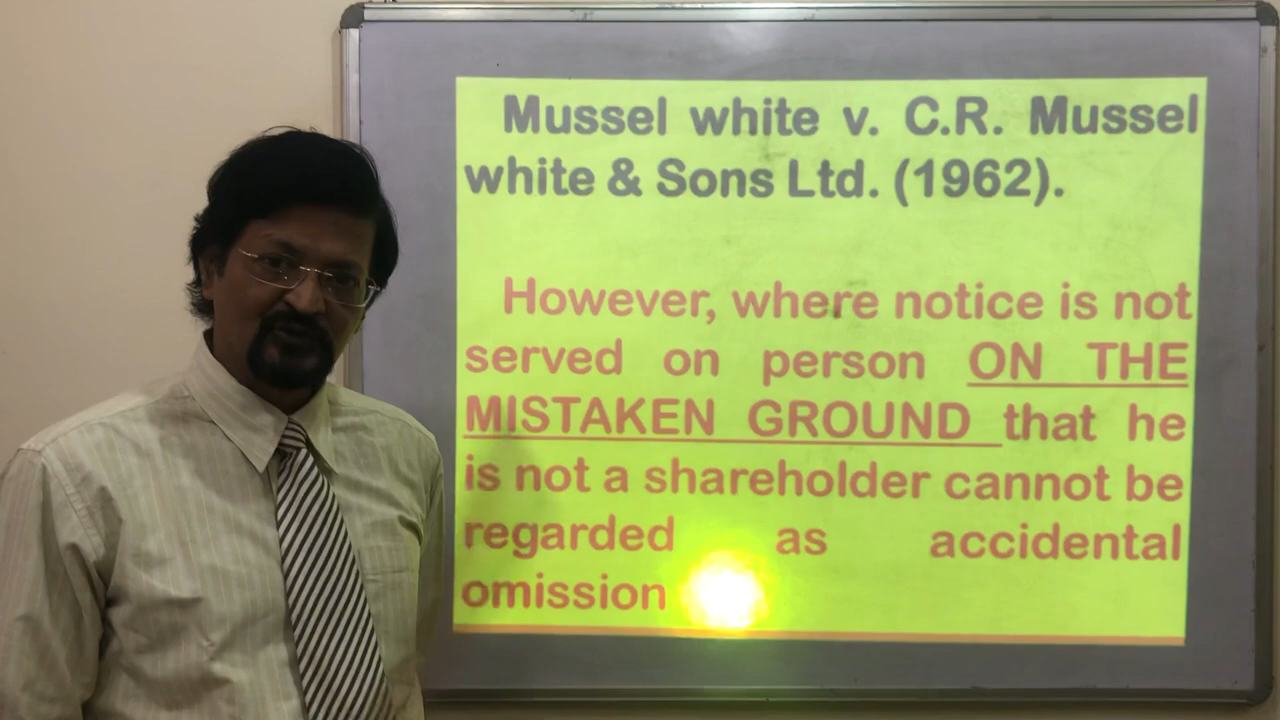 Mussel white v. C.R. Mussel
white & Sons Ltd. (1962).
However, where notice is not
served on person ON THE
MISTAKEN GROUND that he
is not a shareholder cannot be
regarded as accidental
omission